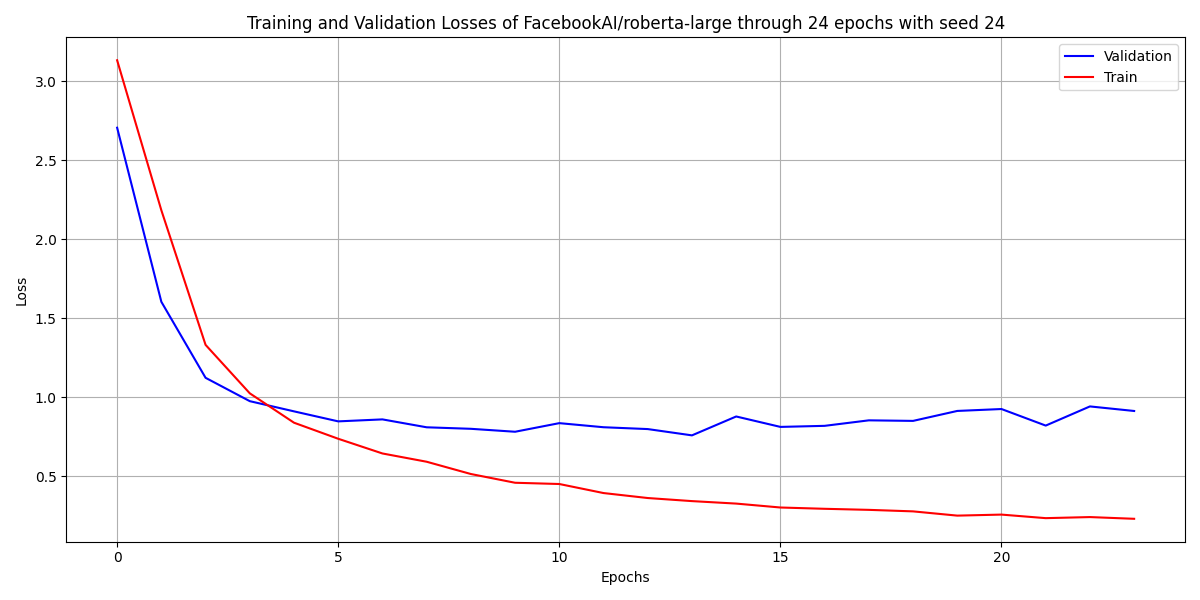 Training and Validation Losses of FacebookAI/roberta-large through 24 epochs with seed 24
Validation
Train
3.0
2.5
2.0
1.5
1.0
0.5
Loss
0
5
10
15
20
Epochs